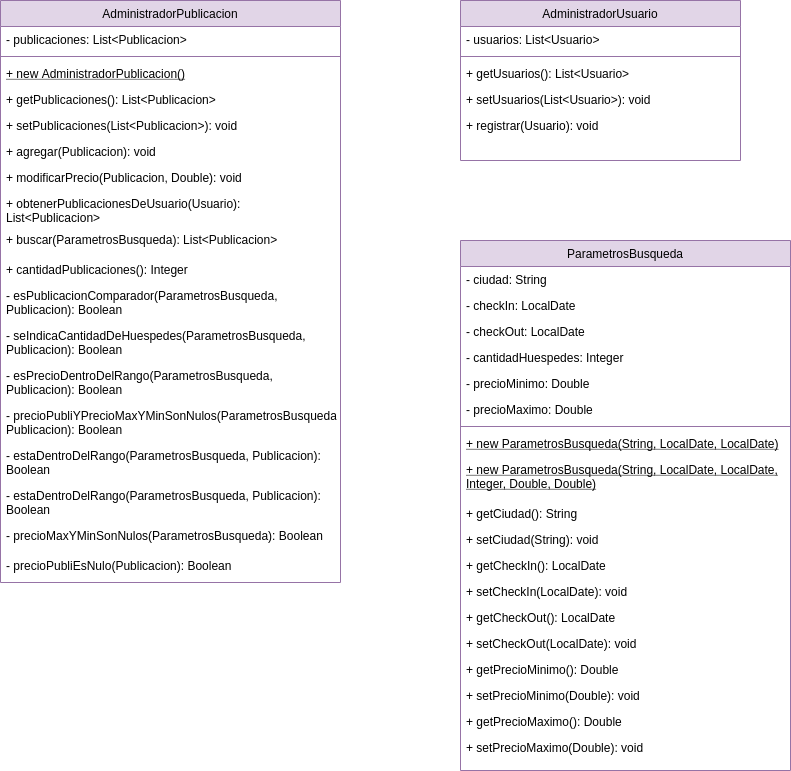 AdministradorPublicacion
- publicaciones: List<Publicacion>
+ new AdministradorPublicacion()
+ getPublicaciones(): List<Publicacion>
+ setPublicaciones(List<Publicacion>): void
+ agregar(Publicacion): void
+ modificarPrecio(Publicacion, Double): void
+ obtenerPublicacionesDeUsuario(Usuario):
List<Publicacion>
+ buscar(ParametrosBusqueda): List<Publicacion>
+ cantidadPublicaciones(): Integer
- esPublicacionComparador(ParametrosBusqueda,
Publicacion): Boolean
- seIndicaCantidadDeHuespedes(ParametrosBusqueda,
Publicacion): Boolean
- esPrecioDentroDelRango(ParametrosBusqueda,
Publicacion): Boolean
- precioPubliYPrecioMaxYMinSonNulos(ParametrosBusqueda
Publicacion): Boolean
- estaDentroDelRango(ParametrosBusqueda, Publicacion):
Boolean
- estaDentroDelRango(ParametrosBusqueda, Publicacion):
Boolean
- precioMaxYMinSonNulos(ParametrosBusqueda): Boolean
- precioPubliEsNulo(Publicacion): Boolean
AdministradorUsuario
- usuarios: List<Usuario>
+ getUsuarios(): List<Usuario>
+ setUsuarios(List<Usuario>): void
+ registrar(Usuario): void
ParametrosBusqueda
- ciudad: String
- checkIn: LocalDate
- checkOut: LocalDate
- cantidadHuespedes: Integer
- precioMinimo: Double
- precioMaximo: Double
+ new ParametrosBusqueda(String, LocalDate, LocalDate)
+ new ParametrosBusqueda(String, LocalDate, LocalDate,
Integer, Double, Double)
+ getCiudad(): String
+ setCiudad(String): void
+ getCheckIn(): LocalDate
+ setCheckIn(LocalDate): void
+ getCheckOut(): LocalDate
+ setCheckOut(LocalDate): void
+ getPrecioMinimo(): Double
+ setPrecioMinimo(Double): void
+ getPrecioMaximo(): Double
+ setPrecioMaximo(Double): void